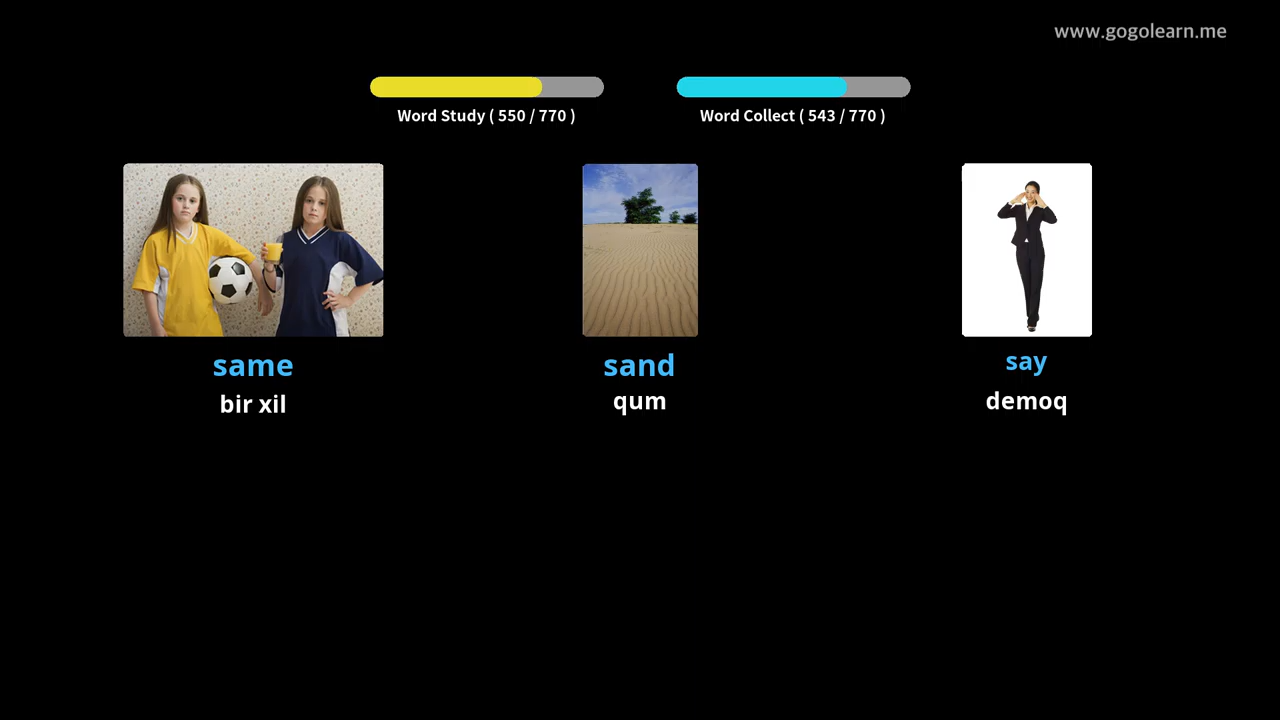 www.gogolearn.me
Word Study ( 550 / 770 )
Word Collect ( 543 / 770 )
same
bir xil
sand
qum
say
demoq